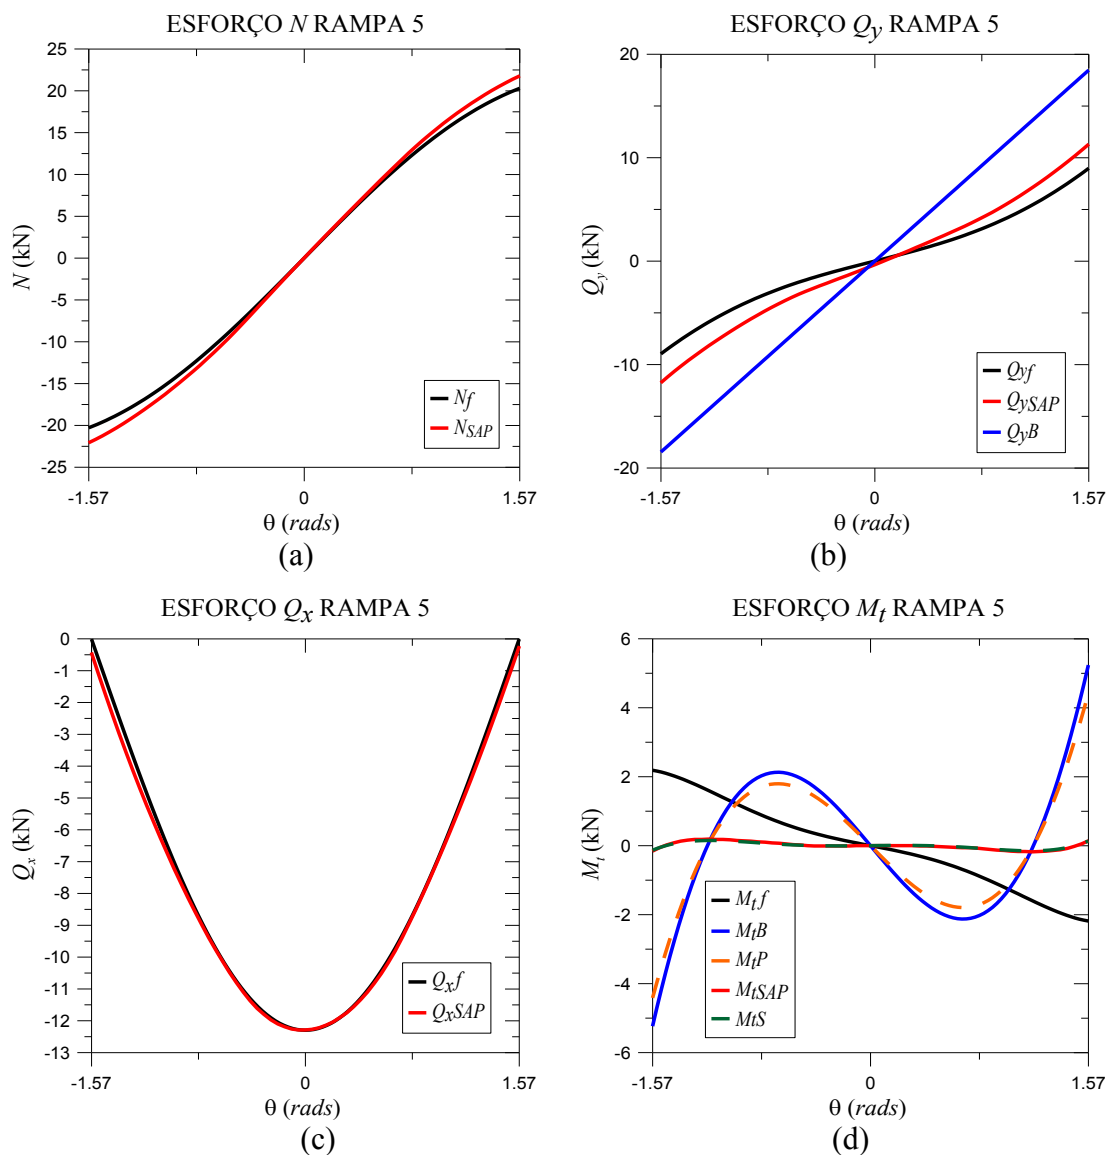 ESFORÇO N RAMPA 5
25
20
15
10
5
0
-5
-10
-15
-20
-25
N (kN)
Nf
NSAP
-1.57 0 1.57
θ (rads)
(a)
ESFORÇO Qy RAMPA 5
20
10
0
-10
-20
Qy (kN)
Qyf
QySAP
QyB
-1.57 0 1.57
θ (rads)
(b)
ESFORÇO Qx RAMPA 5
0
-1
-2
-3
-4
-5
-6
-7
-8
-9
-10
-11
-12
-13
Qx (kN)
Qxf
QxSAP
-1.57 0 1.57
θ (rads)
(c)
ESFORÇO Mt RAMPA 5
6
4
2
0
-2
-4
-6
Mt (kN)
Mtf
MtB
MtP
MtSAP
MtS
-1.57 0 1.57
θ (rads)
(d)